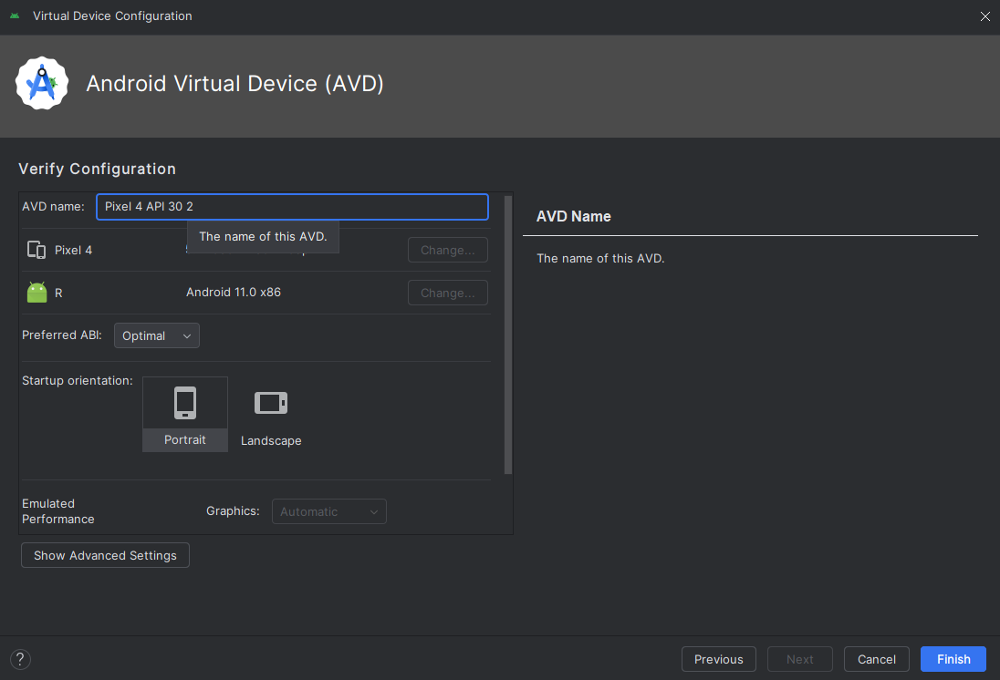 Virtual Device Configuration
Android Virtual Device (AVD)
Verify Configuration
AVD name: Pixel 4 API 30 2
The name of this AVD.
Pixel 4 Change...
R Android 11.0 x86 Change...
Preferred ABI: Optimal
Startup orientation:
Portrait Landscape
Emulated
Performance
Graphics: Automatic
Show Advanced Settings
AVD Name
The name of this AVD.
? Previous Next Cancel Finish